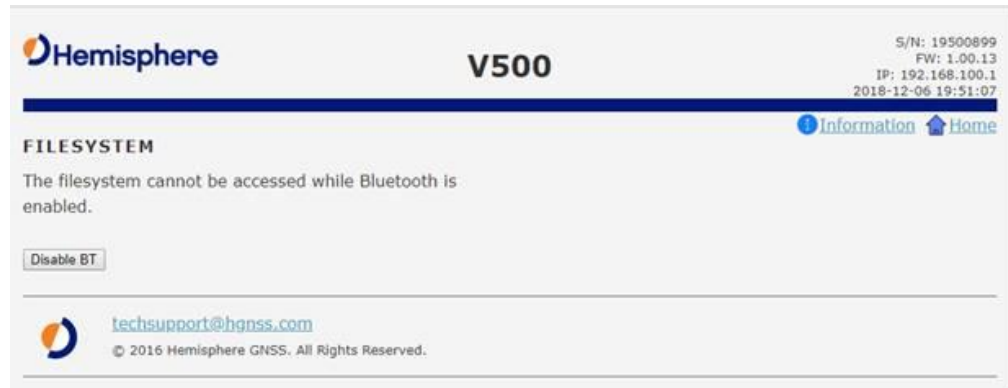 Hemisphere
V500
S/N: 19500899
FW: 1.00.13
IP: 192.168.100.1
2018-12-06 19:51:07
Information Home
FILESYSTEM
The filesystem cannot be accessed while Bluetooth is
enabled.
Disable BT
techsupport@hgnss.com
© 2016 Hemisphere GNSS. All Rights Reserved.